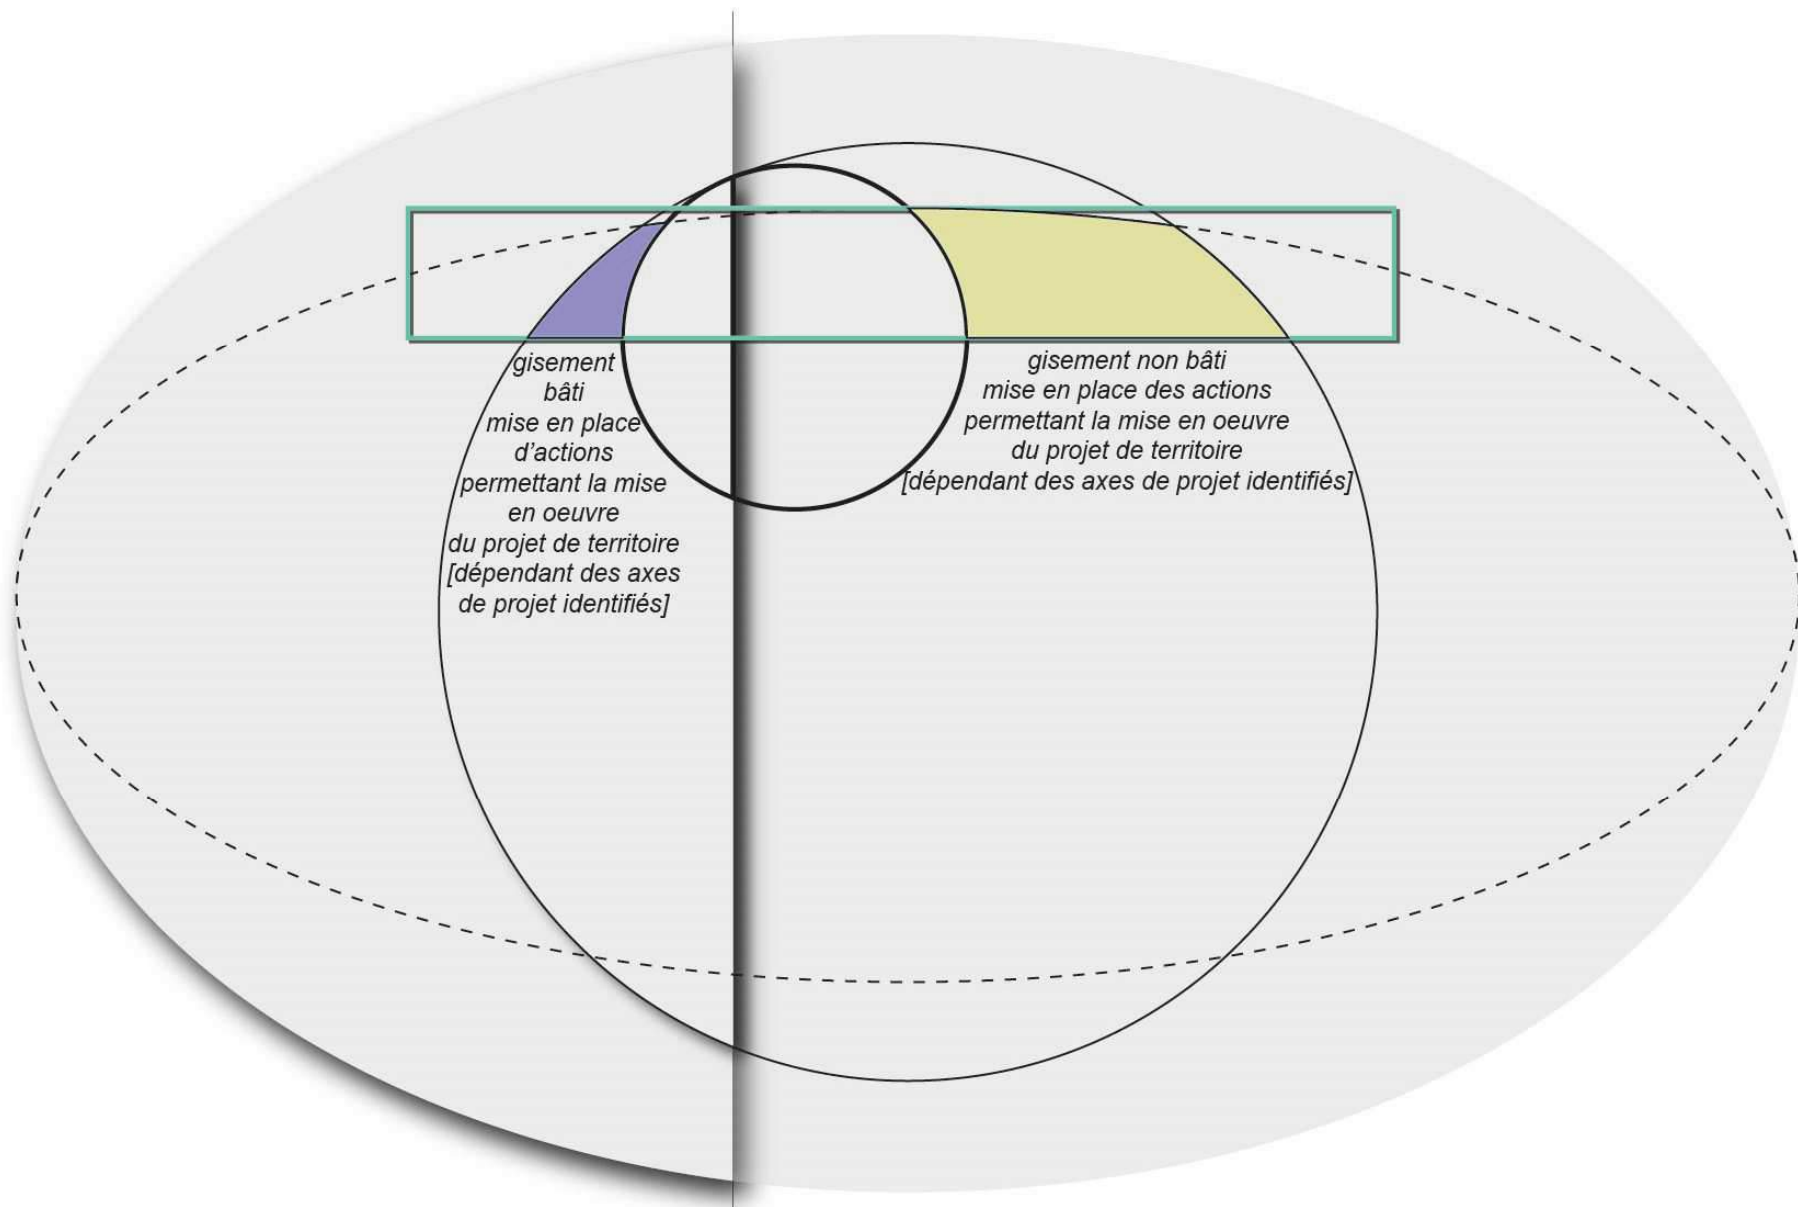 gisement
bâti
mise en place
d'actions
permettant la mise
en oeuvre
du projet de territoire
[dépendant des axes
de projet identifiés]
gisement non bâti
mise en place des actions
permettant la mise en oeuvre
du projet de territoire
[dépendant des axes de projet identifiés]